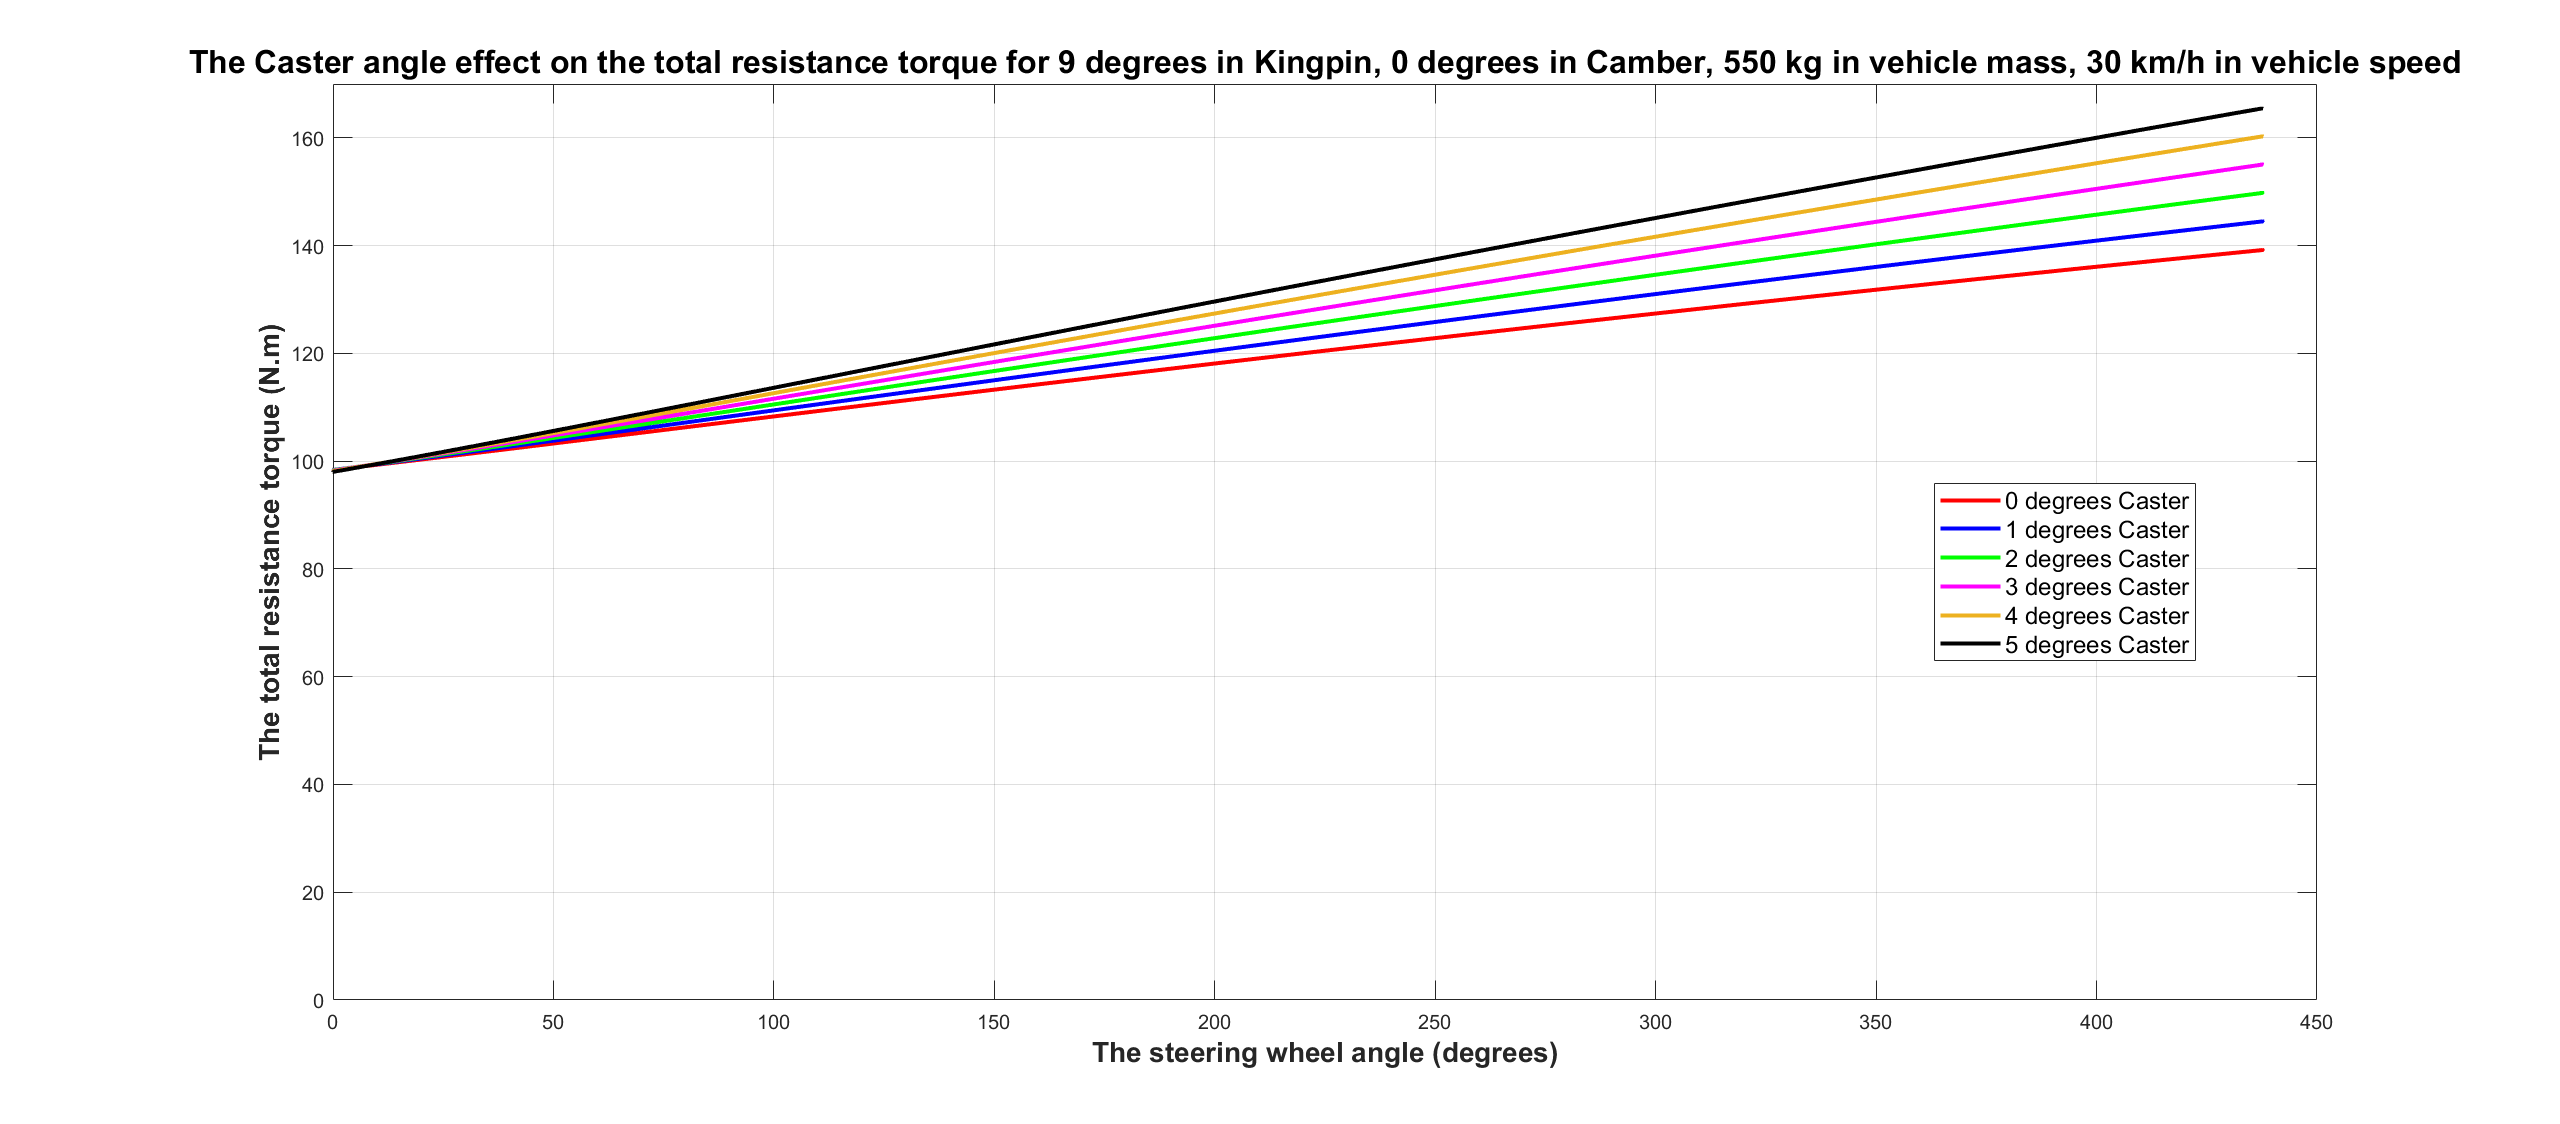 The Caster angle effect on the total resistance torque for 9 degrees in Kingpin, 0 degrees in Camber, 550 kg in vehicle mass, 30 km/h in vehicle speed
The total resistance torque (N.m)
160
140
120
100
80
60
40
20
0
0 degrees Caster
1 degrees Caster
2 degrees Caster
3 degrees Caster
4 degrees Caster
5 degrees Caster
0 50 100 150 200 250 300 350 400 450
The steering wheel angle (degrees)